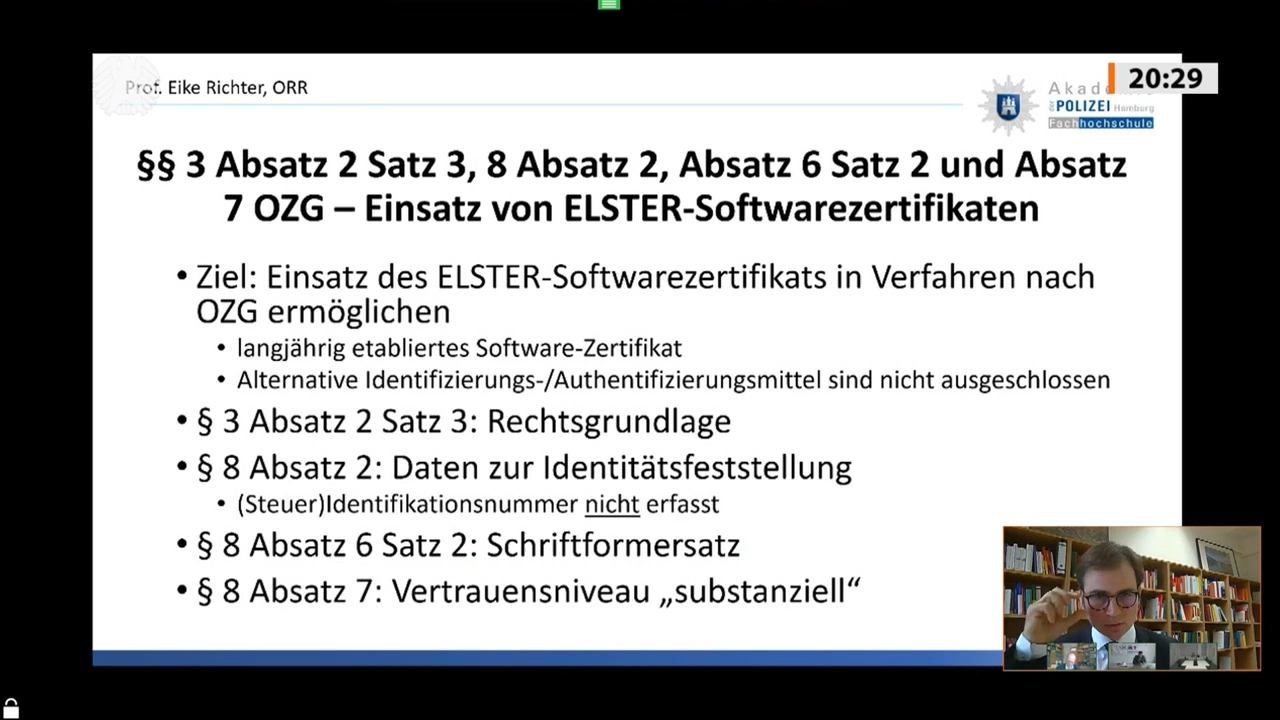 Prof. Eike Richter, ORR
20:29
Akade
der POLIZEI Hamburg
Fachhochschule
§§ 3 Absatz 2 Satz 3, 8 Absatz 2, Absatz 6 Satz 2 und Absatz
7 OZG – Einsatz von ELSTER-Softwarezertifikaten
• Ziel: Einsatz des ELSTER-Softwarezertifikats in Verfahren nach
OZG ermöglichen
• langjährig etabliertes Software-Zertifikat
• Alternative Identifizierungs-/Authentifizierungsmittel sind nicht ausgeschlossen
• § 3 Absatz 2 Satz 3: Rechtsgrundlage
• § 8 Absatz 2: Daten zur Identitätsfeststellung
• (Steuer)Identifikationsnummer nicht erfasst
• § 8 Absatz 6 Satz 2: Schriftformersatz
• § 8 Absatz 7: Vertrauensniveau „substanziell“